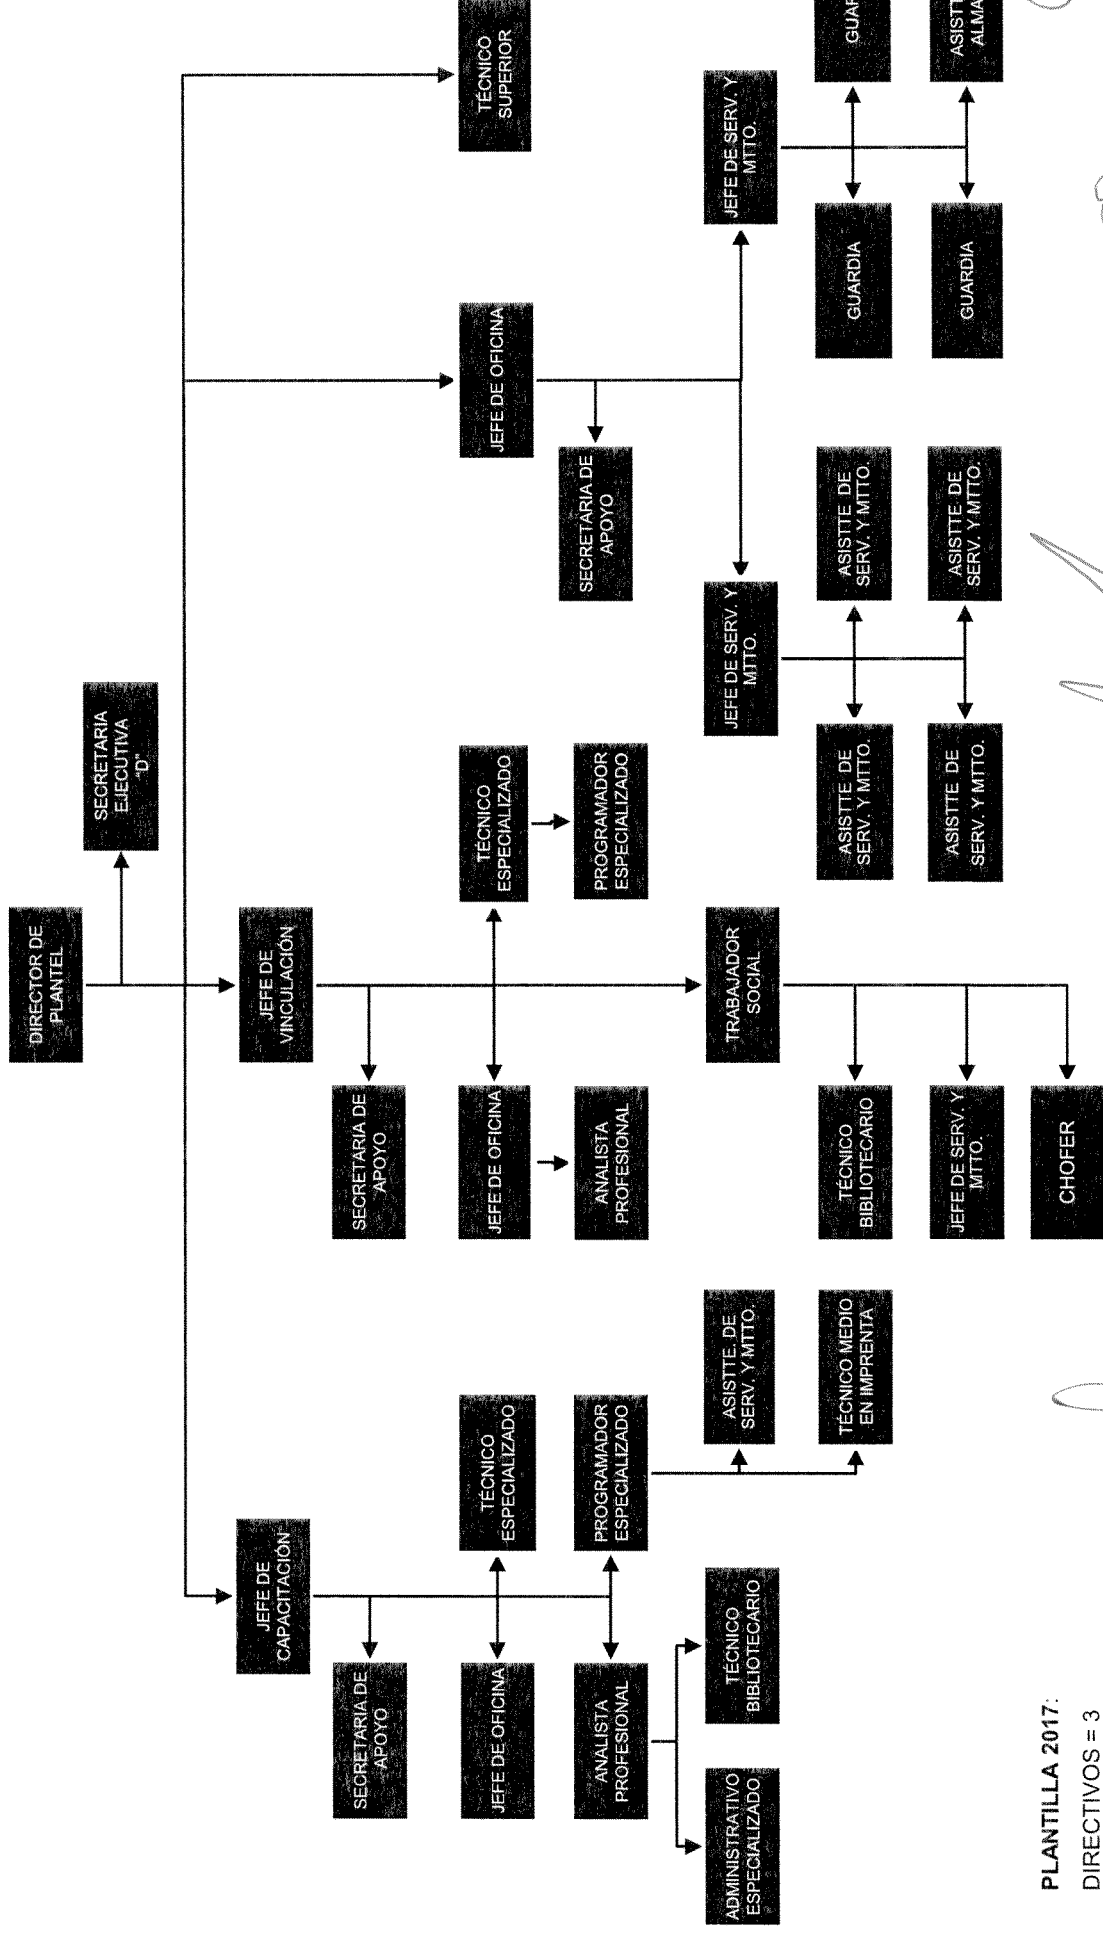 DIRECTOR DE
PLANTEL
SECRETARIA
EJECUTIVA
"D"
JEFE DE
CAPACITACIÓN
JEFE DE
VINCULACIÓN
SECRETARIA DE
APOYO
SECRETARIA DE
APOYO
JEFE DE OFICINA
TÉCNICO
ESPECIALIZADO
JEFE DE OFICINA
TÉCNICO
ESPECIALIZADO
JEFE DE OFICINA
TÉCNICO
SUPERIOR
ANALISTA
PROFESIONAL
PROGRAMADOR
ESPECIALIZADO
ANALISTA
PROFESIONAL
PROGRAMADOR
ESPECIALIZADO
SECRETARIA DE
APOYO
ADMINISTRATIVO
ESPECIALIZADO
TÉCNICO
BIBLIOTECARIO
ASISTTE. DE
SERV. Y MTTO.
TRABAJADOR
SOCIAL
JEFE DE SERV. Y
MTTO.
JEFE DE SERV. Y
MTTO.
TÉCNICO MEDIO
EN IMPRENTA
TÉCNICO
BIBLIOTECARIO
ASISTTE DE
SERV. Y MTTO.
ASISTTE. DE
SERV. Y MTTO.
GUARDIA
JEFE DE SERV. Y
MTTO.
ASISTTE DE
SERV. Y MTTO.
ASISTTE. DE
SERV. Y MTTO.
GUARDIA
CHOFER
PLANTILLA 2017:
DIRECTIVOS = 3